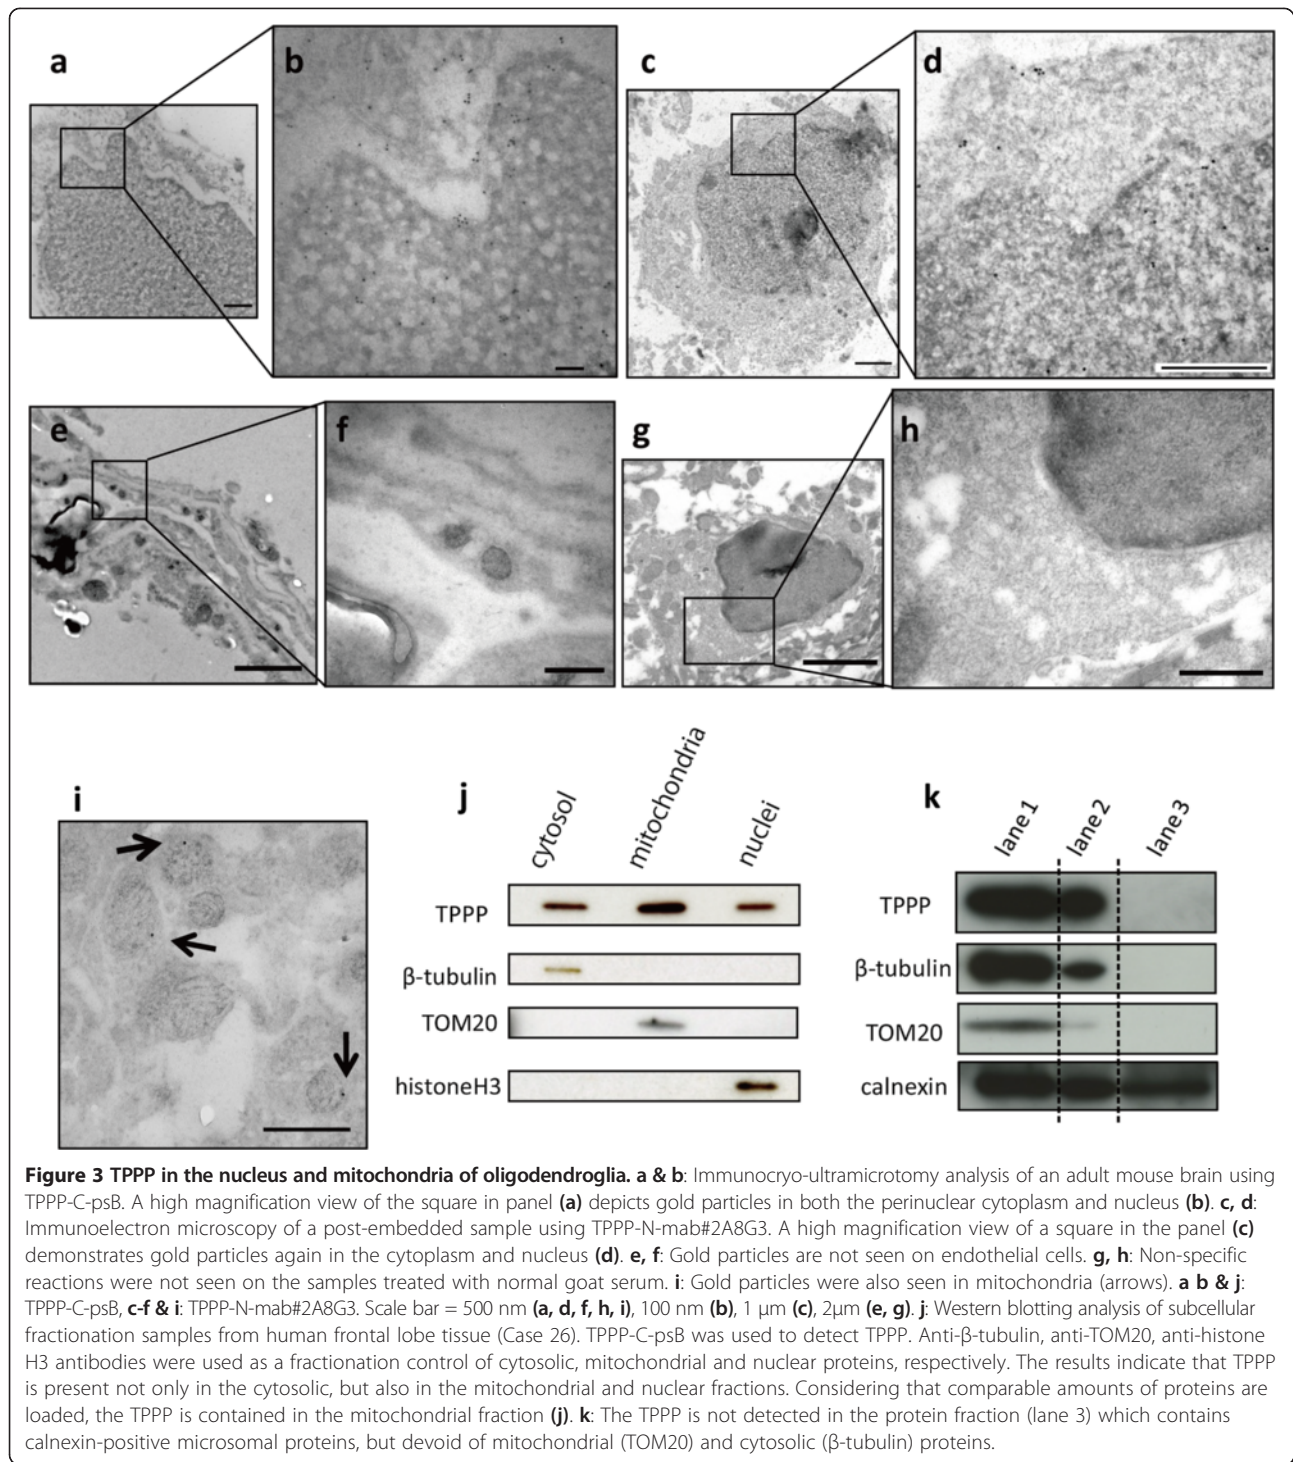 a
b
c
d
e
f
g
h
i
j
k
cytosol
mitochondria
nuclei
TPPP
β-tubulin
TOM20
histoneH3
lane 1
lane 2
lane 3
TPPP
β-tubulin
TOM20
calnexin
Figure 3 TPPP in the nucleus and mitochondria of oligodendroglia. a & b: Immunocryo-ultramicrotomy analysis of an adult mouse brain using
TPPP-C-psB. A high magnification view of the square in panel (a) depicts gold particles in both the perinuclear cytoplasm and nucleus (b). c, d:
Immunoelectron microscopy of a post-embedded sample using TPPP-N-mab#2A8G3. A high magnification view of a square in the panel (c)
demonstrates gold particles again in the cytoplasm and nucleus (d). e, f: Gold particles are not seen on endothelial cells. g, h: Non-specific
reactions were not seen on the samples treated with normal goat serum. i: Gold particles were also seen in mitochondria (arrows). a b & j:
TPPP-C-psB, c-f & i: TPPP-N-mab#2A8G3. Scale bar = 500 nm (a, d, f, h, i), 100 nm (b), 1 μm (c), 2μm (e, g). j: Western blotting analysis of subcellular
fractionation samples from human frontal lobe tissue (Case 26). TPPP-C-psB was used to detect TPPP. Anti-β-tubulin, anti-TOM20, anti-histone
H3 antibodies were used as a fractionation control of cytosolic, mitochondrial and nuclear proteins, respectively. The results indicate that TPPP
is present not only in the cytosolic, but also in the mitochondrial and nuclear fractions. Considering that comparable amounts of proteins are
loaded, the TPPP is contained in the mitochondrial fraction (j). k: The TPPP is not detected in the protein fraction (lane 3) which contains
calnexin-positive microsomal proteins, but devoid of mitochondrial (TOM20) and cytosolic (β-tubulin) proteins.